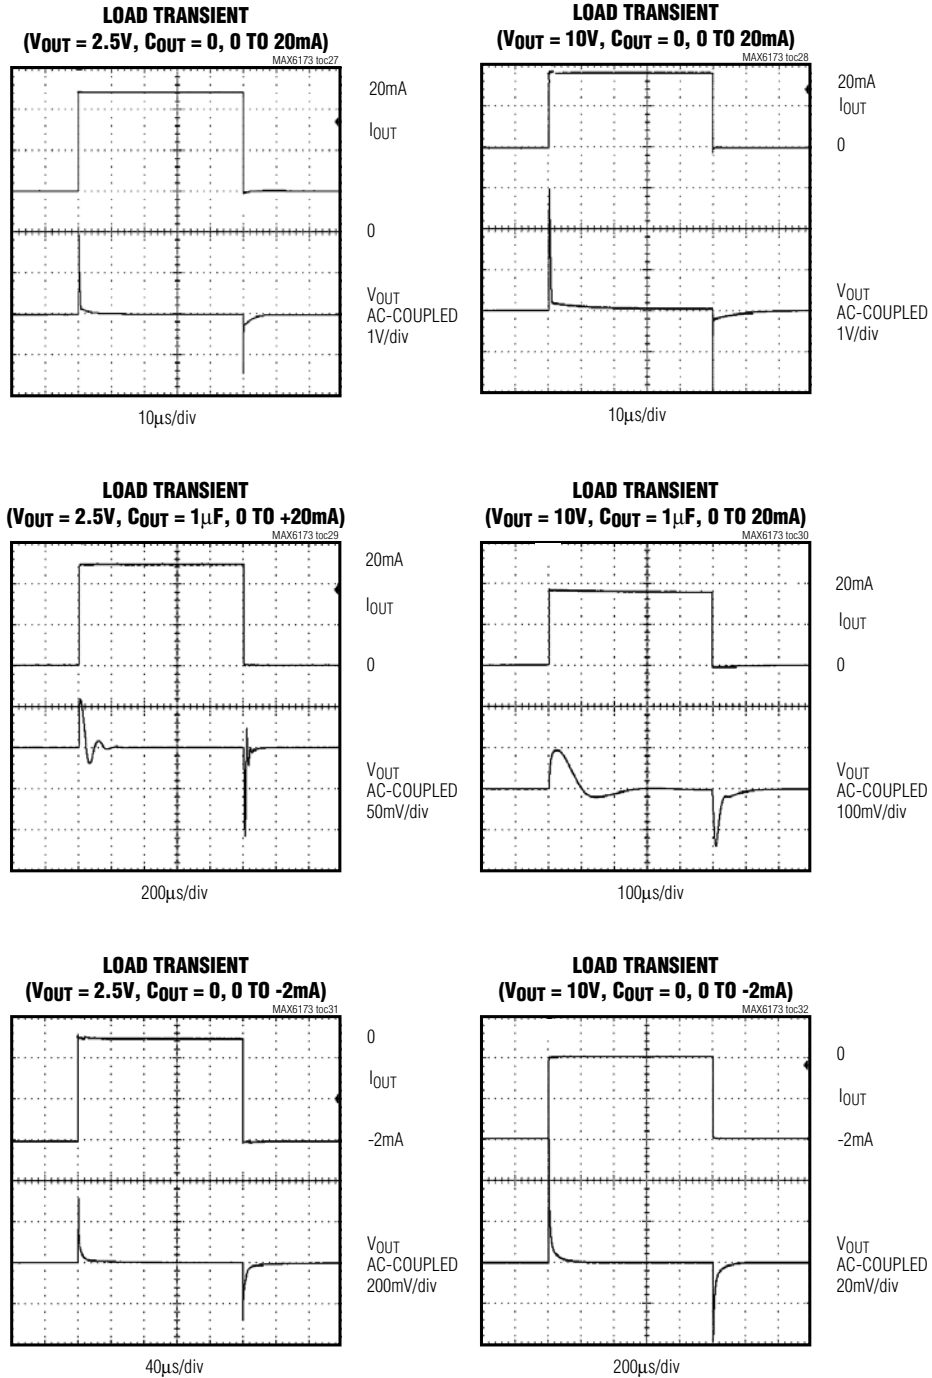 LOAD TRANSIENT
(VOUT = 2.5V, COUT = 0, 0 TO 20mA)
MAX6173 toc27
20mA
IOUT
0
VOUT
AC-COUPLED
1V/div
10μs/div
LOAD TRANSIENT
(VOUT = 10V, COUT = 0, 0 TO 20mA)
MAX6173 toc28
20mA
IOUT
0
VOUT
AC-COUPLED
1V/div
10μs/div
LOAD TRANSIENT
(VOUT = 2.5V, COUT = 1μF, 0 TO +20mA)
MAX6173 toc29
20mA
IOUT
0
VOUT
AC-COUPLED
50mV/div
200μs/div
LOAD TRANSIENT
(VOUT = 10V, COUT = 1μF, 0 TO 20mA)
MAX6173 toc30
20mA
IOUT
0
VOUT
AC-COUPLED
100mV/div
100μs/div
LOAD TRANSIENT
(VOUT = 2.5V, COUT = 0, 0 TO -2mA)
MAX6173 toc31
0
IOUT
-2mA
VOUT
AC-COUPLED
200mV/div
40μs/div
LOAD TRANSIENT
(VOUT = 10V, COUT = 0, 0 TO -2mA)
MAX6173 toc32
0
IOUT
-2mA
VOUT
AC-COUPLED
20mV/div
200μs/div